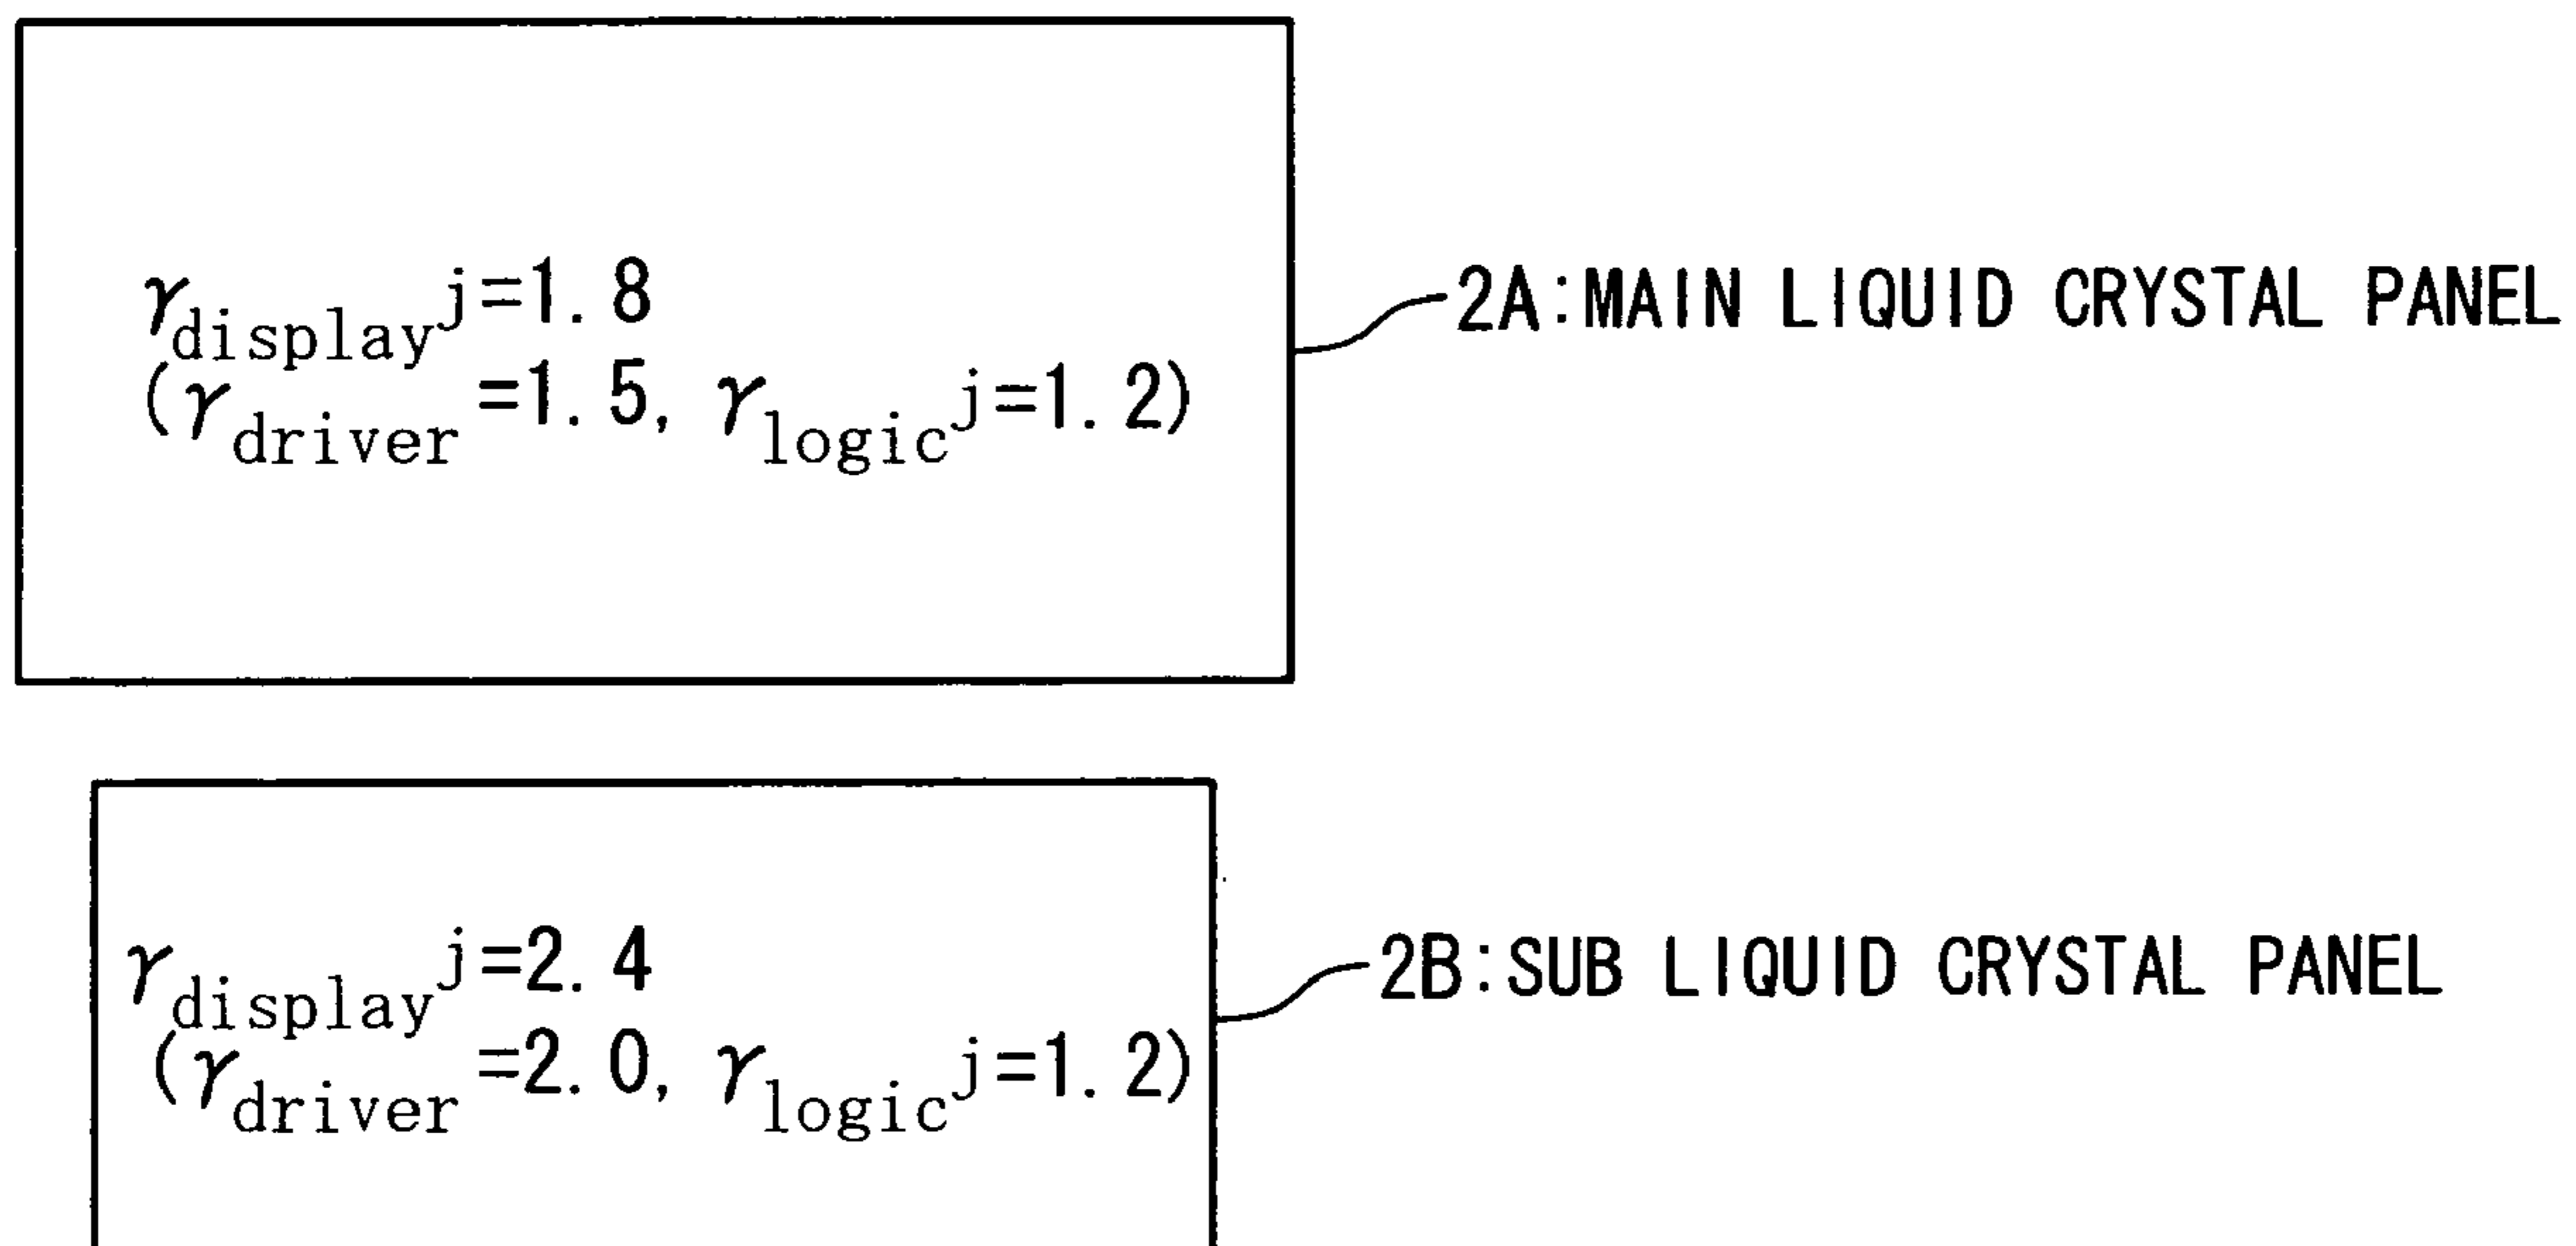 γdisplayj=1.8
(γdriver=1.5, γlogicj=1.2)
2A:MAIN LIQUID CRYSTAL PANEL
γdisplayj=2.4
(γdriver=2.0, γlogicj=1.2)
2B:SUB LIQUID CRYSTAL PANEL